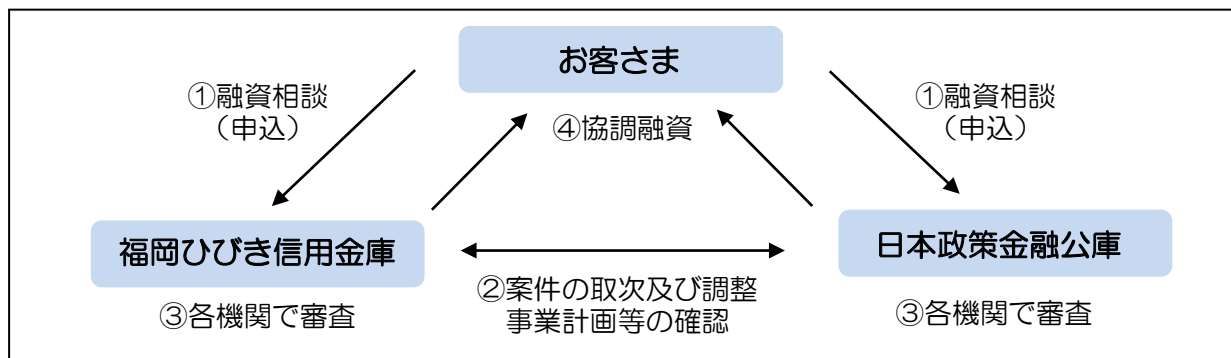 お客さま
①融資相談
（申込）
①融資相談
（申込）
④協調融資
福岡ひびき信用金庫
日本政策金融公庫
②案件の取次及び調整
事業計画等の確認
③各機関で審査
③各機関で審査